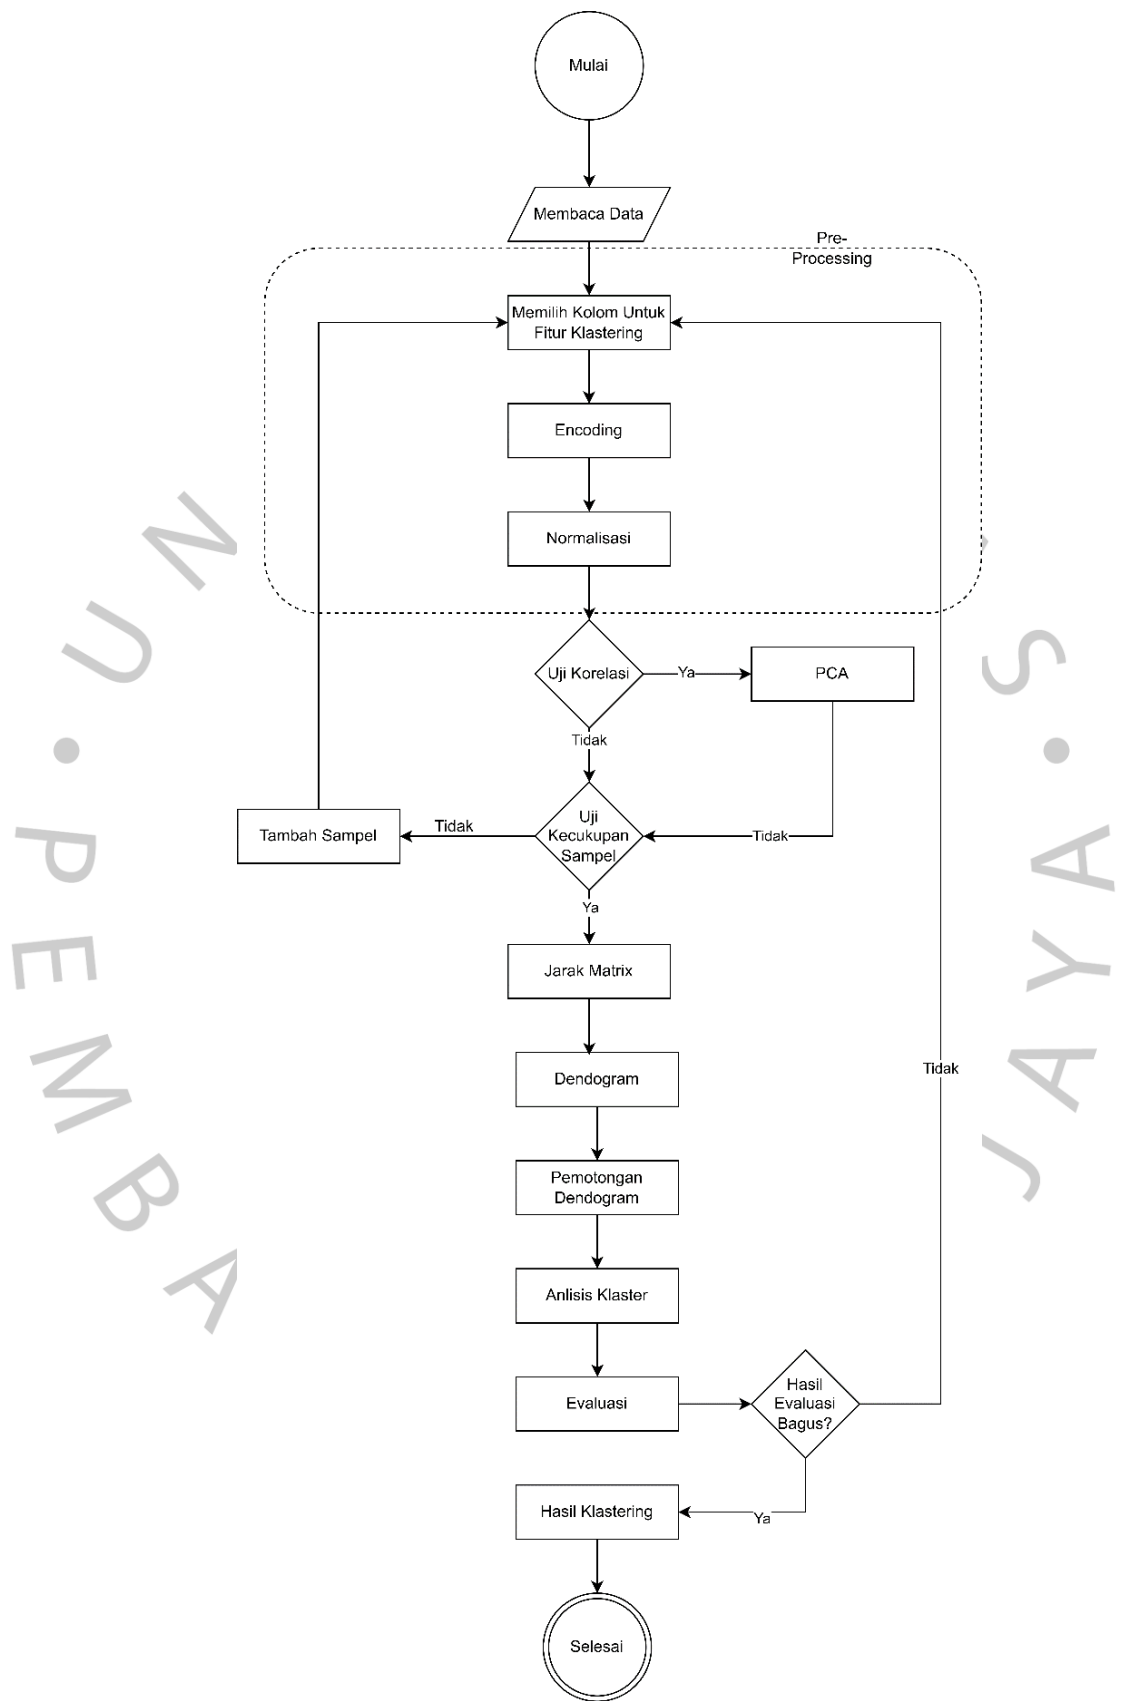 Mulai
Membaca Data
Pre-
Processing
Memilih Kolom Untuk
Fitur Klastering
Encoding
Normalisasi
Uji Korelasi
Ya
PCA
Tidak
Tambah Sampel
Tidak
Uji
Kecukupan
Sampel
Tidak
Ya
Jarak Matrix
Dendogram
Tidak
Pemotongan
Dendogram
Anlisis Klaster
Evaluasi
Hasil
Evaluasi
Bagus?
Hasil Klastering
Ya
Selesai
U N
S
P E M B A
J A Y A